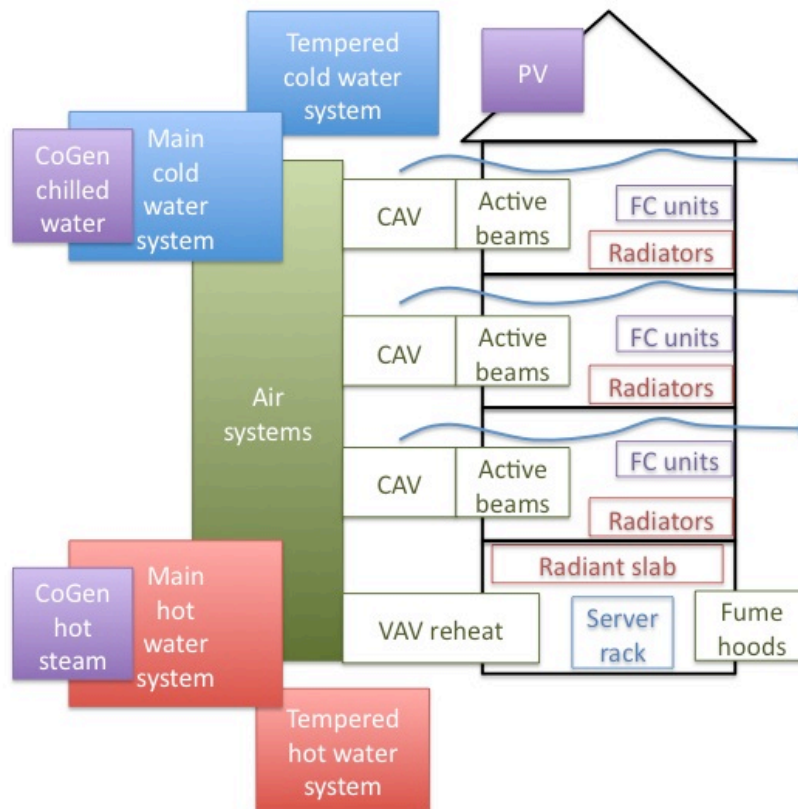 Tempered
cold water
system
PV
CoGen
chilled
water
Main
cold
water
system
CAV
Active
beams
FC units
Radiators
CAV
Active
beams
FC units
Radiators
Air
systems
CAV
Active
beams
FC units
Radiators
CoGen
hot
steam
Main
hot
water
system
Radiant slab
VAV reheat
Server
rack
Fume
hoods
Tempered
hot water
system